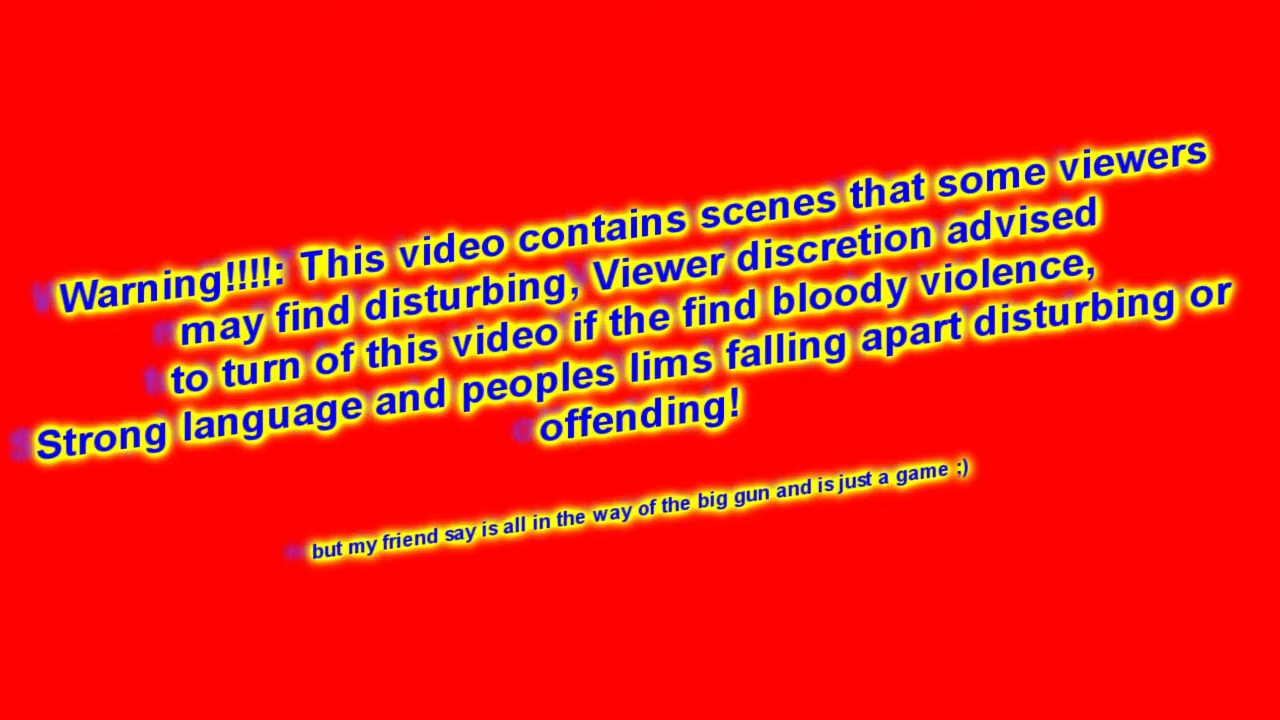 Warning!!!!: This video contains scenes that some viewers
may find disturbing, Viewer discretion advised
to turn of this video if the find bloody violence,
Strong language and peoples lims falling apart disturbing or
offending!
but my friend say is all in the way of the big gun and is just a game ;)